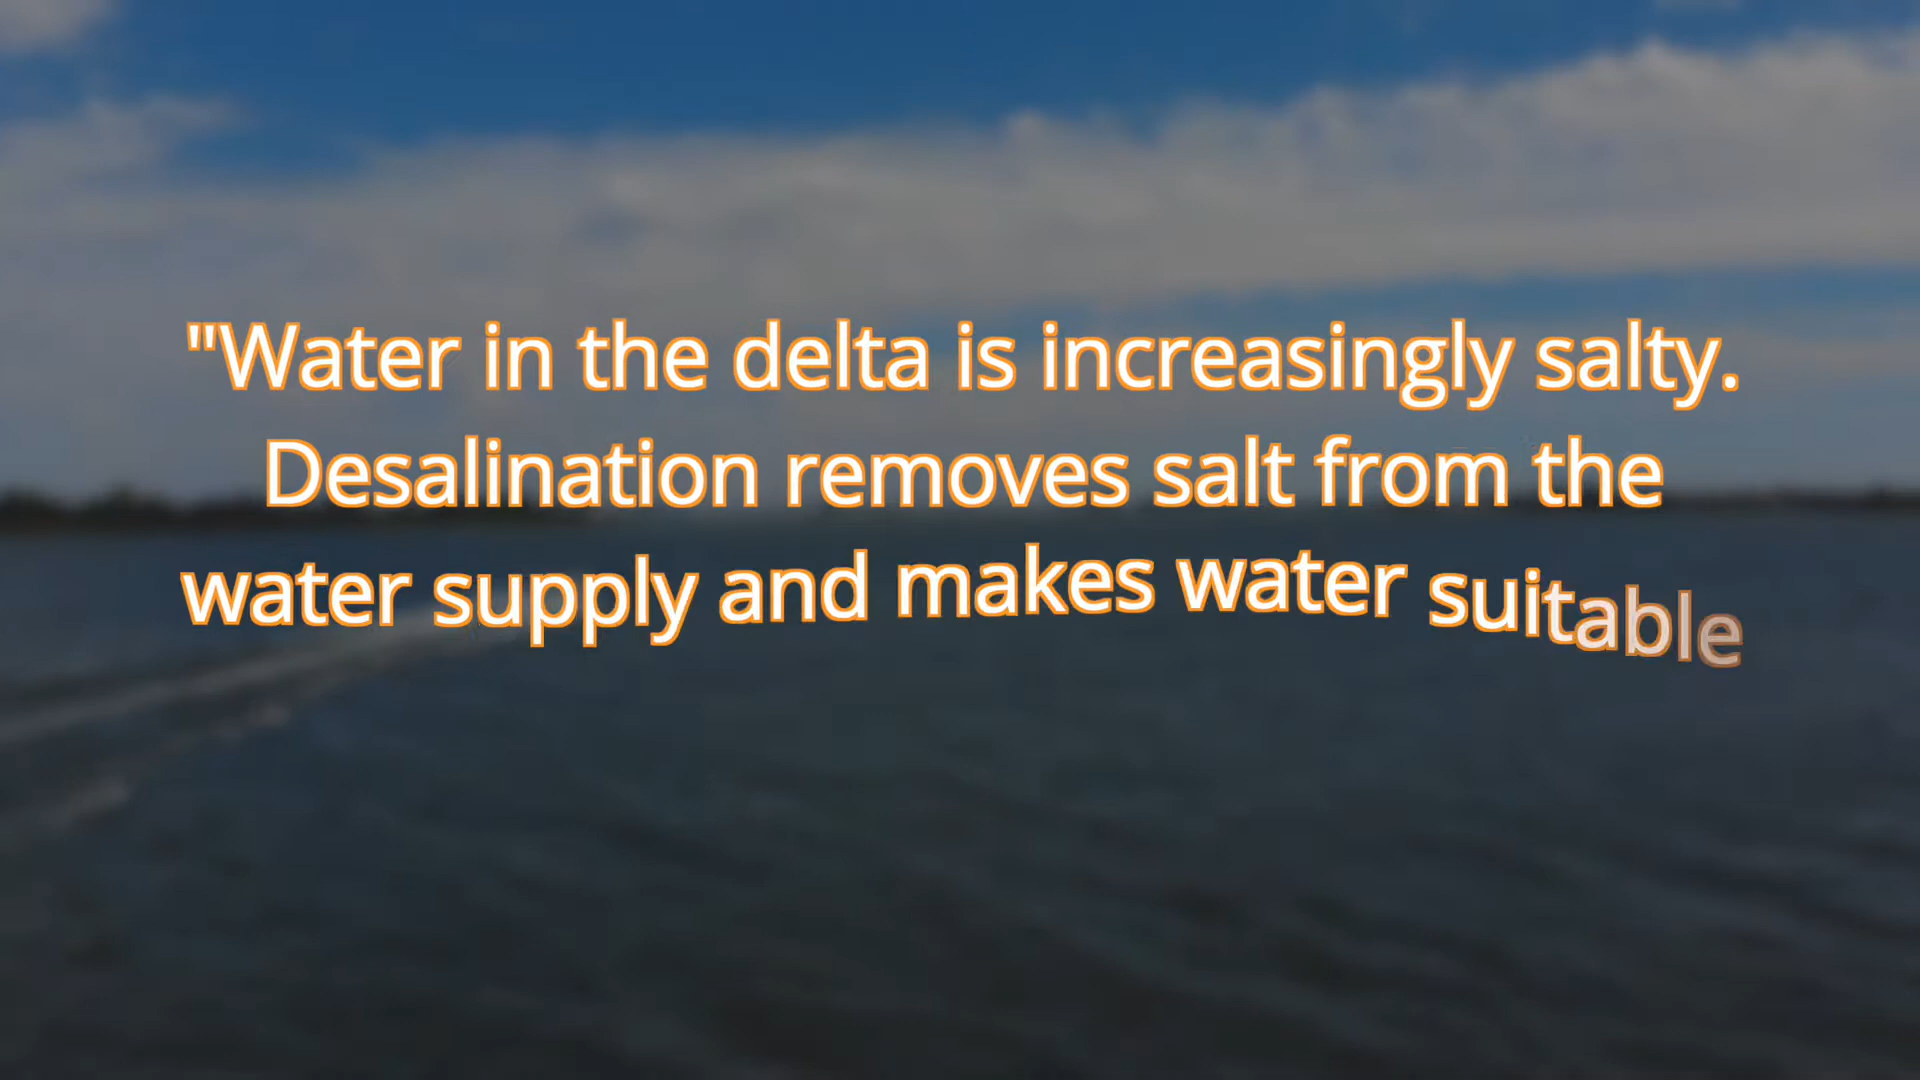 "Water in the delta is increasingly salty.
Desalination removes salt from the
water supply and makes water suitable